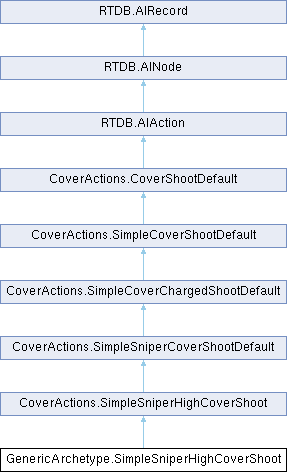 RTDB.AIRecord
RTDB.AINode
RTDB.AIAction
CoverActions.CoverShootDefault
CoverActions.SimpleCoverShootDefault
CoverActions.SimpleCoverChargedShootDefault
CoverActions.SimpleSniperCoverShootDefault
CoverActions.SimpleSniperHighCoverShoot
GenericArchetype.SimpleSniperHighCoverShoot